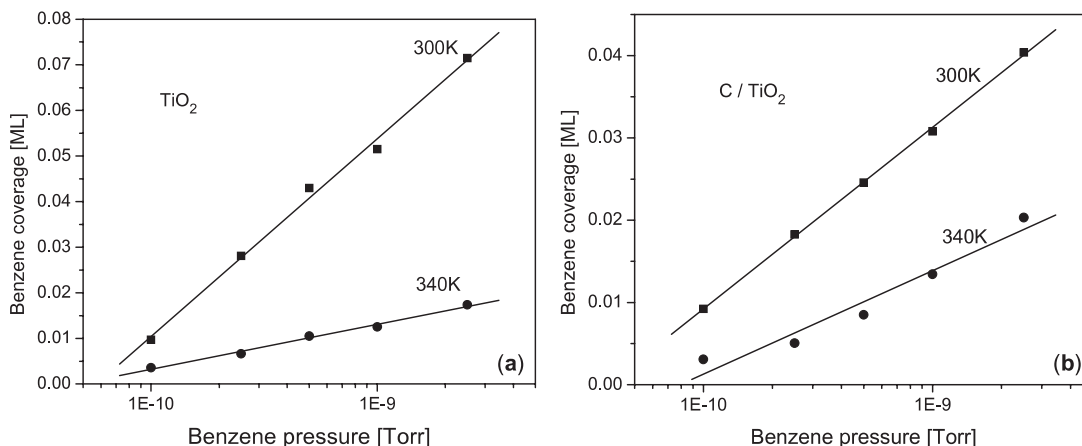 0.08
0.07
0.06
0.05
0.04
0.03
0.02
0.01
0.00
Benzene coverage [ML]
300K
TiO₂
340K
(a)
1E-10
1E-9
Benzene pressure [Torr]
0.04
0.03
0.02
0.01
0.00
Benzene coverage [ML]
300K
C / TiO₂
340K
(b)
1E-10
1E-9
Benzene pressure [Torr]